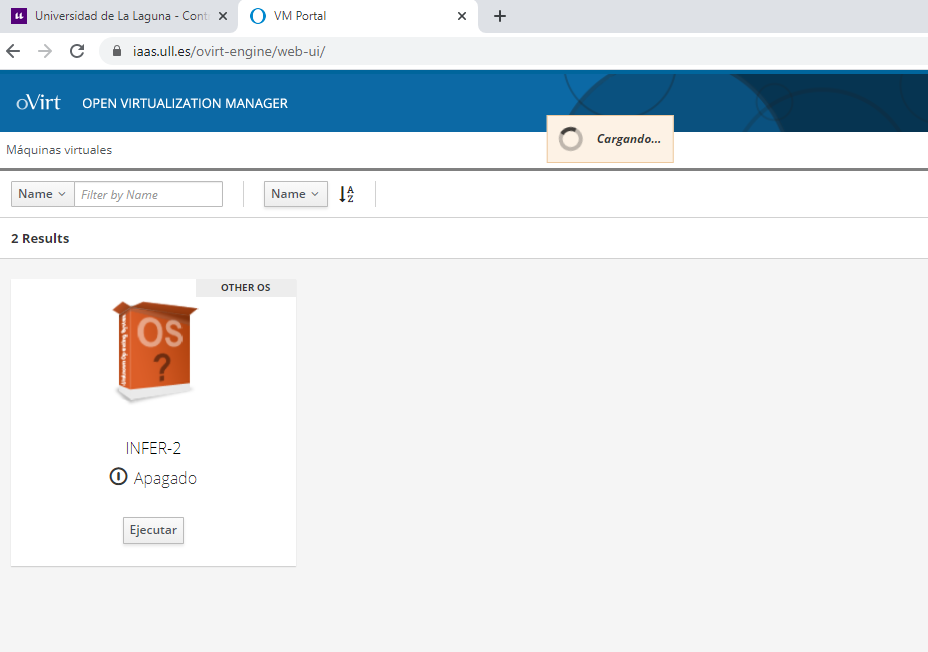 Universidad de La Laguna - Cont
VM Portal
iaas.ull.es/ovirt-engine/web-ui/
oVirt OPEN VIRTUALIZATION MANAGER
Cargando...
Máquinas virtuales
Name Filter by Name Name A Z
2 Results
OTHER OS
OS
?
INFER-2
Apagado
Ejecutar